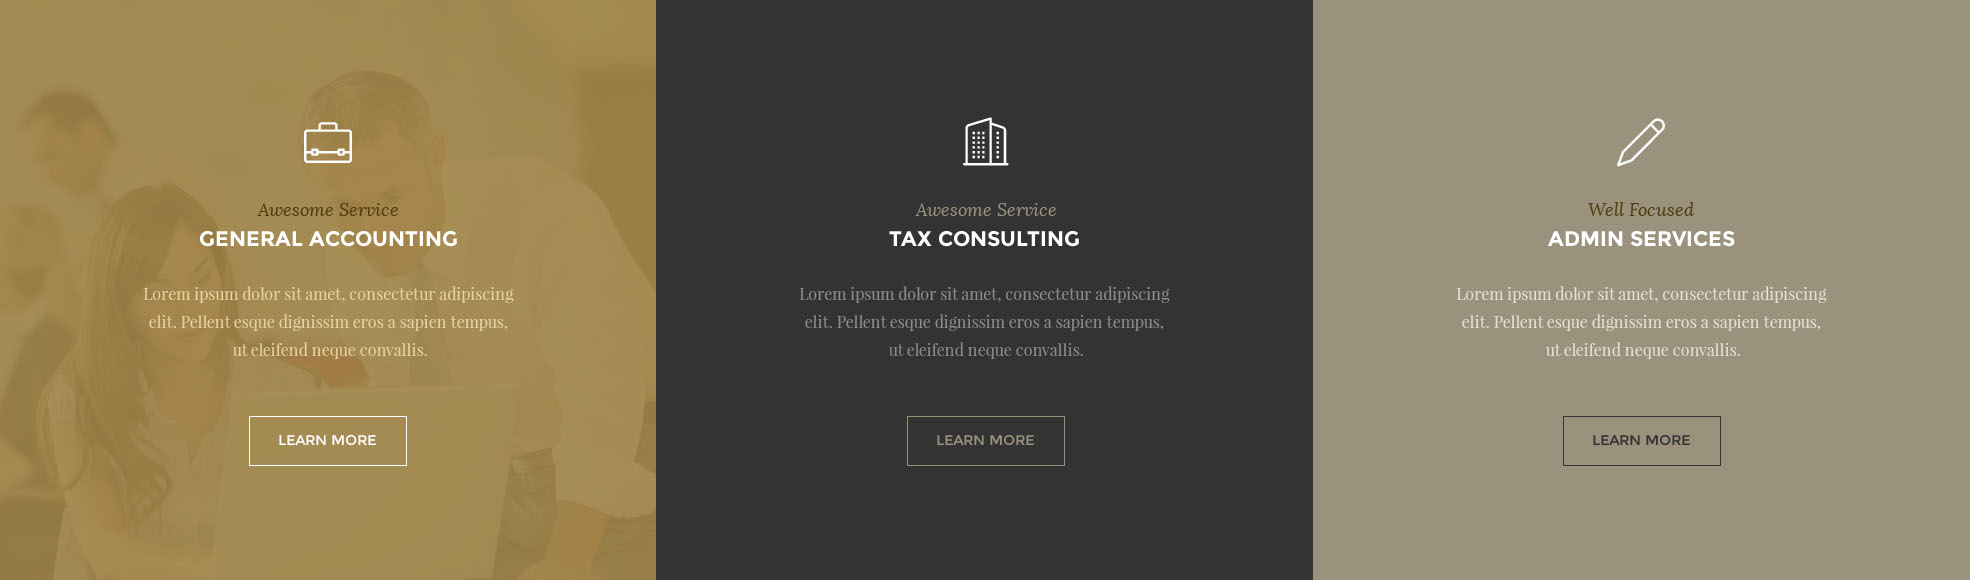 Awesome Service
GENERAL ACCOUNTING
Lorem ipsum dolor sit amet, consectetur adipiscing
elit. Pellent esque dignissim eros a sapien tempus,
ut eleifend neque convallis.
LEARN MORE
Awesome Service
TAX CONSULTING
Lorem ipsum dolor sit amet, consectetur adipiscing
elit. Pellent esque dignissim eros a sapien tempus,
ut eleifend neque convallis.
LEARN MORE
Well Focused
ADMIN SERVICES
Lorem ipsum dolor sit amet, consectetur adipiscing
elit. Pellent esque dignissim eros a sapien tempus,
ut eleifend neque convallis.
LEARN MORE